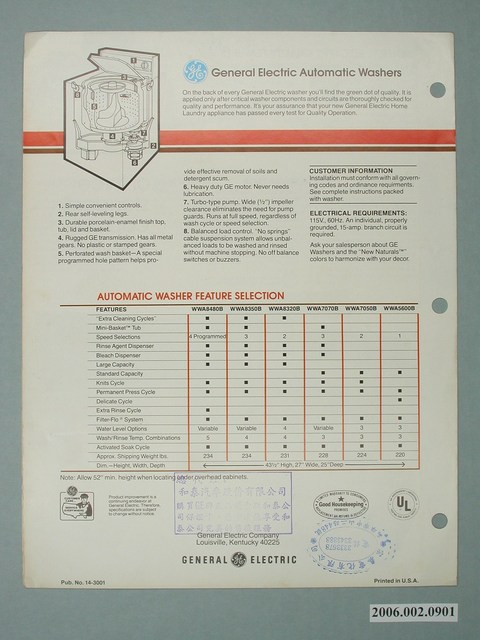 General Electric Automatic Washers
On the back of every General Electric washer you'll find the green dot of quality. It is
applied only after critical washer components and circuits are thoroughly checked for
quality and performance. It's your assurance that your new General Electric Home
Laundry appliance has passed every test for Quality Operation.
1. Simple convenient controls.
2. Rear self-leveling legs.
3. Durable porcelain-enamel finish top,
tub, lid and basket.
4. Rugged GE transmission. Has all metal
gears. No plastic or stamped gears.
5. Perforated wash basket—A special
programmed hole pattern helps pro-
vide effective removal of soils and
detergent scum.
6. Heavy duty GE motor. Never needs
lubrication.
7. Turbo-type pump. Wide (½") impeller
clearance eliminates the need for pump
guards. Runs at full speed, regardless of
wash cycle or speed selection.
8. Balanced load control. "No springs"
cable suspension system allows unbal-
anced loads to be washed and rinsed
without machine stopping. No off balance
switches or buzzers.
CUSTOMER INFORMATION
Installation must conform with all govern-
ing codes and ordinance requirments.
See complete instructions packed
with washer.
ELECTRICAL REQUIREMENTS:
115V., 60Hz. An individual, properly
grounded, 15-amp. branch circuit is
required.
Ask your salesperson about GE
Washers and the "New Naturals"™
colors to harmonize with your decor.
AUTOMATIC WASHER FEATURE SELECTION
FEATURES WWA8480B WWA8350B WWA8320B WWA7070B WWA7050B WWA5600B
"Extra Cleaning Cycles"
Mini-Basket™ Tub
Speed Selections 4 Programmed 3 2 3 2 1
Rinse Agent Dispenser
Bleach Dispenser
Large Capacity
Standard Capacity
Knits Cycle
Permanent Press Cycle
Delicate Cycle
Extra Rinse Cycle
Filter-Flo® System
Water Level Options Variable Variable 4 Variable 3 3
Wash/Rinse Temp. Combinations 5 4 4 3 3 3
Activated Soak Cycle
Approx. Shipping Weight lbs. 234 234 231 228 224 220
Dim.—Height, Width, Depth 43½" High, 27" Wide, 25" Deep
Note: Allow 52" min. height when locating under overhead cabinets.
Product improvement is a
continuing endeavor at
General Electric. Therefore,
specifications are subject
to change without notice.
Good Housekeeping
PROMISES
UL
General Electric Company
Louisville, Kentucky 40225
GENERAL ELECTRIC
Pub. No. 14-3001
Printed in U.S.A.
2006.002.0901